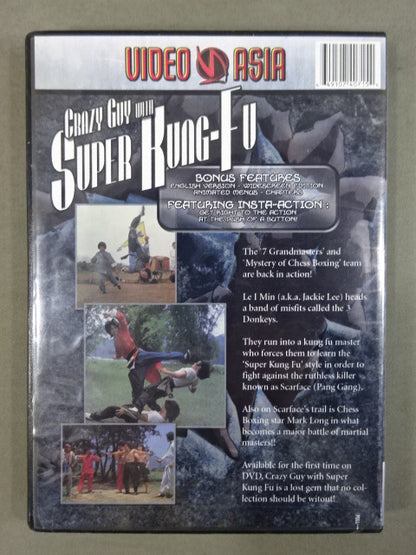 VIDEO ASIA
CRAZY GUY WITH
SUPER KUNG-FU
BONUS FEATURES
ENGLISH VERSION - WIDESCREEN EDITION
ANIMATED MENUS - CHAPTERS
FEATURING INSTA-ACTION :
GET RIGHT TO THE ACTION
AT THE PUSH OF A BUTTON!
The '7 Grandmasters' and
'Mystery of Chess Boxing' team
are back in action!
Le I Min (a.k.a. Jackie Lee) heads
a band of misfits called the 3
Donkeys.
They run into a kung fu master
who forces them to learn the
'Super Kung Fu' style in order to
fight against the ruthless killer
known as Scarface (Pang Gang).
Also on Scarface's trail is Chess
Boxing star Mark Long in what
becomes a major battle of martial
masters!!
Available for the first time on
DVD, Crazy Guy with Super
Kung Fu is a lost gem that no
collection should be witout!